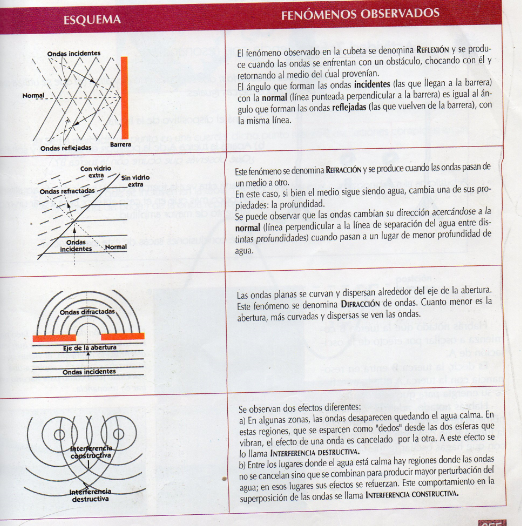 ESQUEMA
FENÓMENOS OBSERVADOS
Ondas incidentes
Normal
Ondas reflejadas
Barrera
El fenómeno observado en la cubeta se denomina REFLEXIÓN y se produ-
ce cuando las ondas se enfrentan con un obstáculo, chocando con él y
retornando al medio del cual provenían.
El ángulo que forman las ondas incidentes (las que llegan a la barrera)
con la normal (línea punteada perpendicular a la barrera) es igual al án-
gulo que forman las ondas reflejadas (las que vuelven de la barrera), con
la misma línea.
Con vidrio
extra
Sin vidrio
extra
Ondas refractadas
Ondas
incidentes
Normal
Este fenómeno se denomina REFRACCIÓN y se produce cuando las ondas pasan de
un medio a otro.
En este caso, si bien el medio sigue siendo agua, cambia una de sus pro-
piedades: la profundidad.
Se puede observar que las ondas cambian su dirección acercándose a la
normal (línea perpendicular a la línea de separación del agua entre dis-
tintas profundidades) cuando pasan a un lugar de menor profundidad de
agua.
Ondas difractadas
Eje de la abertura
Ondas incidentes
Las ondas planas se curvan y dispersan alrededor del eje de la abertura.
Este fenómeno se denomina DIFRACCIÓN de ondas. Cuanto menor es la
abertura, más curvadas y dispersas se ven las ondas.
Interferencia
constructiva
Interferencia
destructiva
Se observan dos efectos diferentes:
a) En algunas zonas, las ondas desaparecen quedando el agua calma. En
estas regiones, que se esparcen como "dedos" desde las dos esferas que
vibran, el efecto de una onda es cancelado por la otra. A este efecto se
lo llama INTERFERENCIA DESTRUCTIVA.
b) Entre los lugares donde el agua está calma hay regiones donde las ondas
no se cancelan sino que se combinan para producir mayor perturbación del
agua; en esos lugares sus efectos se refuerzan. Este comportamiento en la
superposición de las ondas se llama INTERFERENCIA CONSTRUCTIVA.